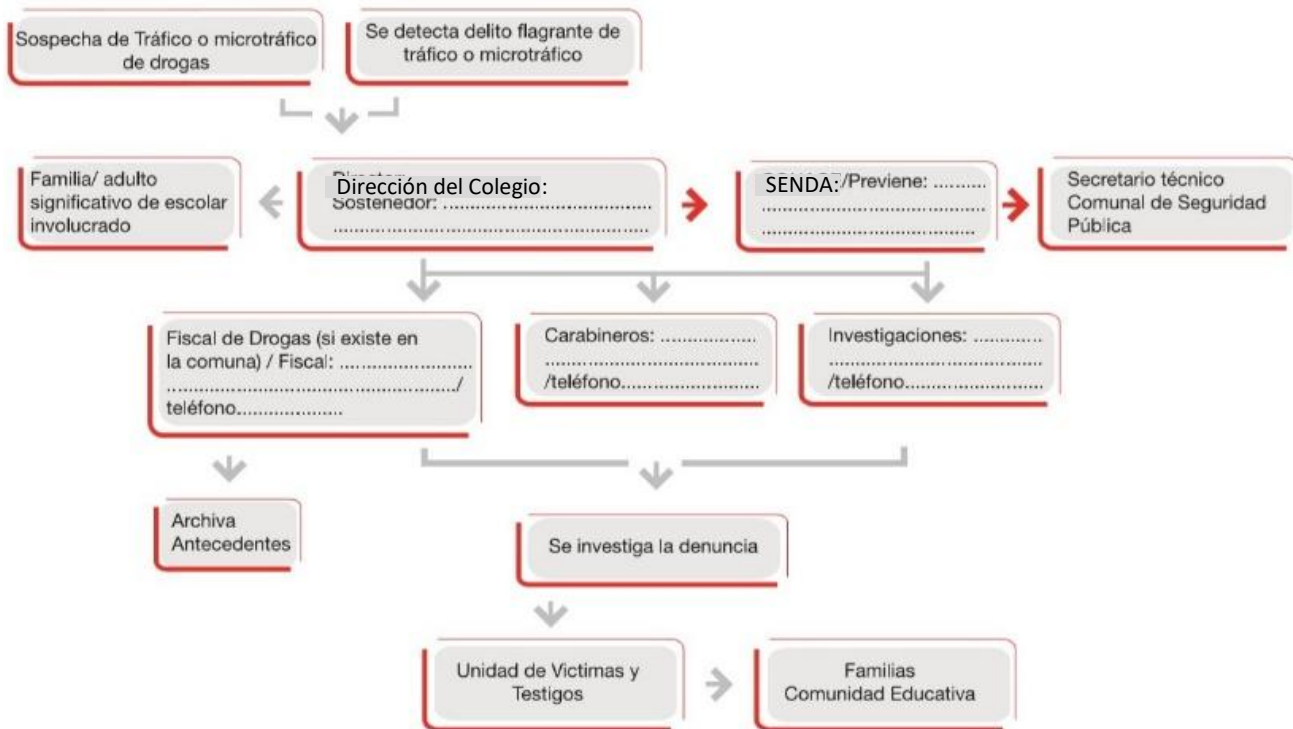 Sospecha de Tráfico o microtráfico
de drogas
Se detecta delito flagrante de
tráfico o microtráfico
Familia/ adulto
significativo de escolar
involucrado
Dirección del Colegio:
Sostenedor: ........................................
............................................................
SENDA:/Previene: ..........
..........................................
........................................
Secretario técnico
Comunal de Seguridad
Pública
Fiscal de Drogas (si existe en
la comuna) / Fiscal: ........................
......................................................./
teléfono....................
Carabineros: ..................
.........................................
/teléfono..........................
Investigaciones: .............
.........................................
/teléfono..........................
Archiva
Antecedentes
Se investiga la denuncia
Unidad de Victimas y
Testigos
Familias
Comunidad Educativa